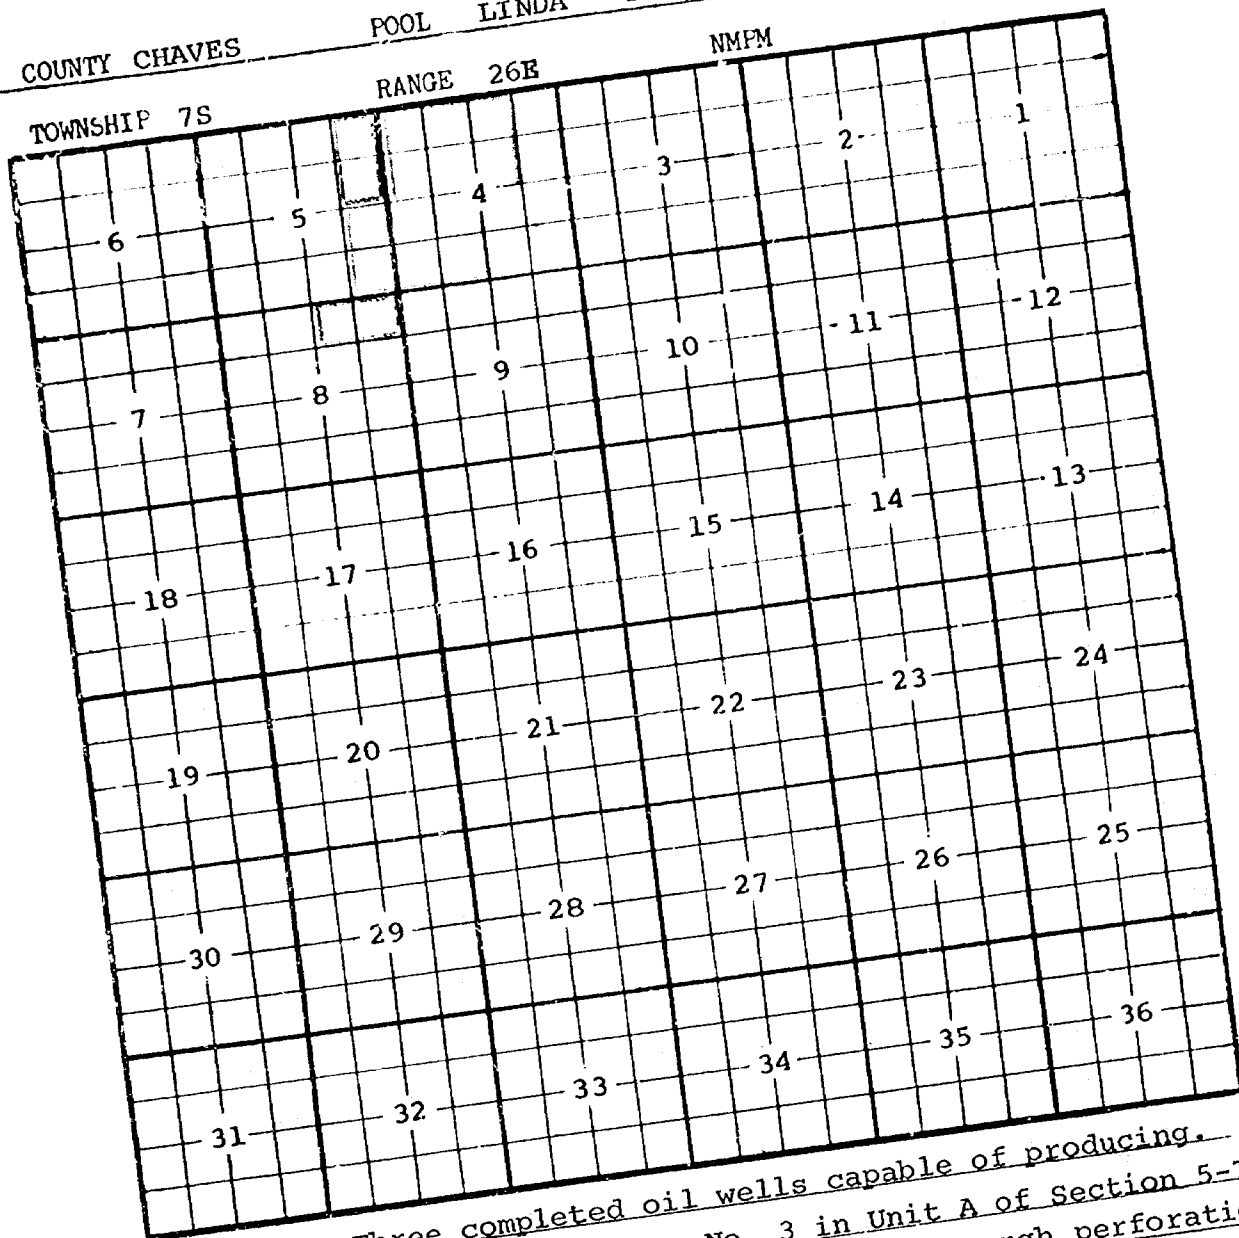 COUNTY CHAVES POOL LINDA
TOWNSHIP 7S RANGE 26E NMPM
6 5 4 3 2 1
7 8 9 10 11 12
18 17 16 15 14 13
19 20 21 22 23 24
30 29 28 27 26 25
31 32 33 34 35 36
Three completed oil wells capable of producing.
No. 3 in Unit A of Section 5-7